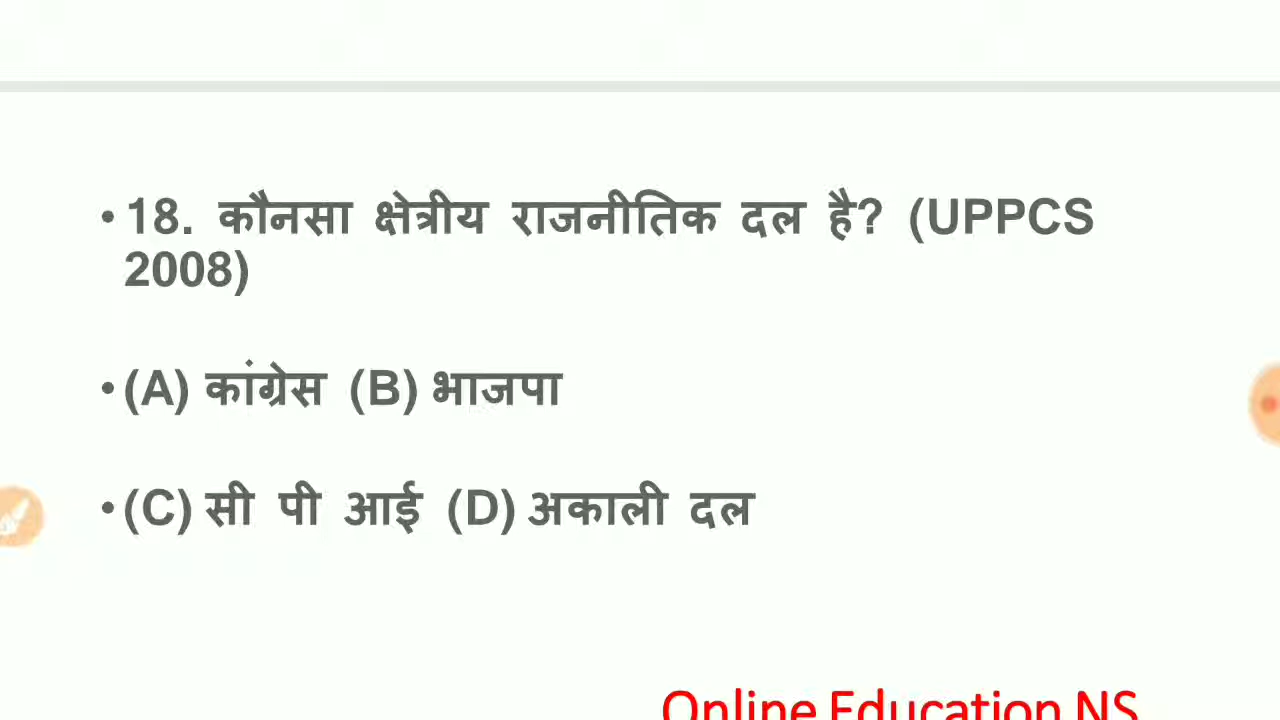 • 18. कौनसा क्षेत्रीय राजनीतिक दल है? (UPPCS
2008)
• (A) कांग्रेस (B) भाजपा
• (C) सी पी आई (D) अकाली दल
Online Education NS